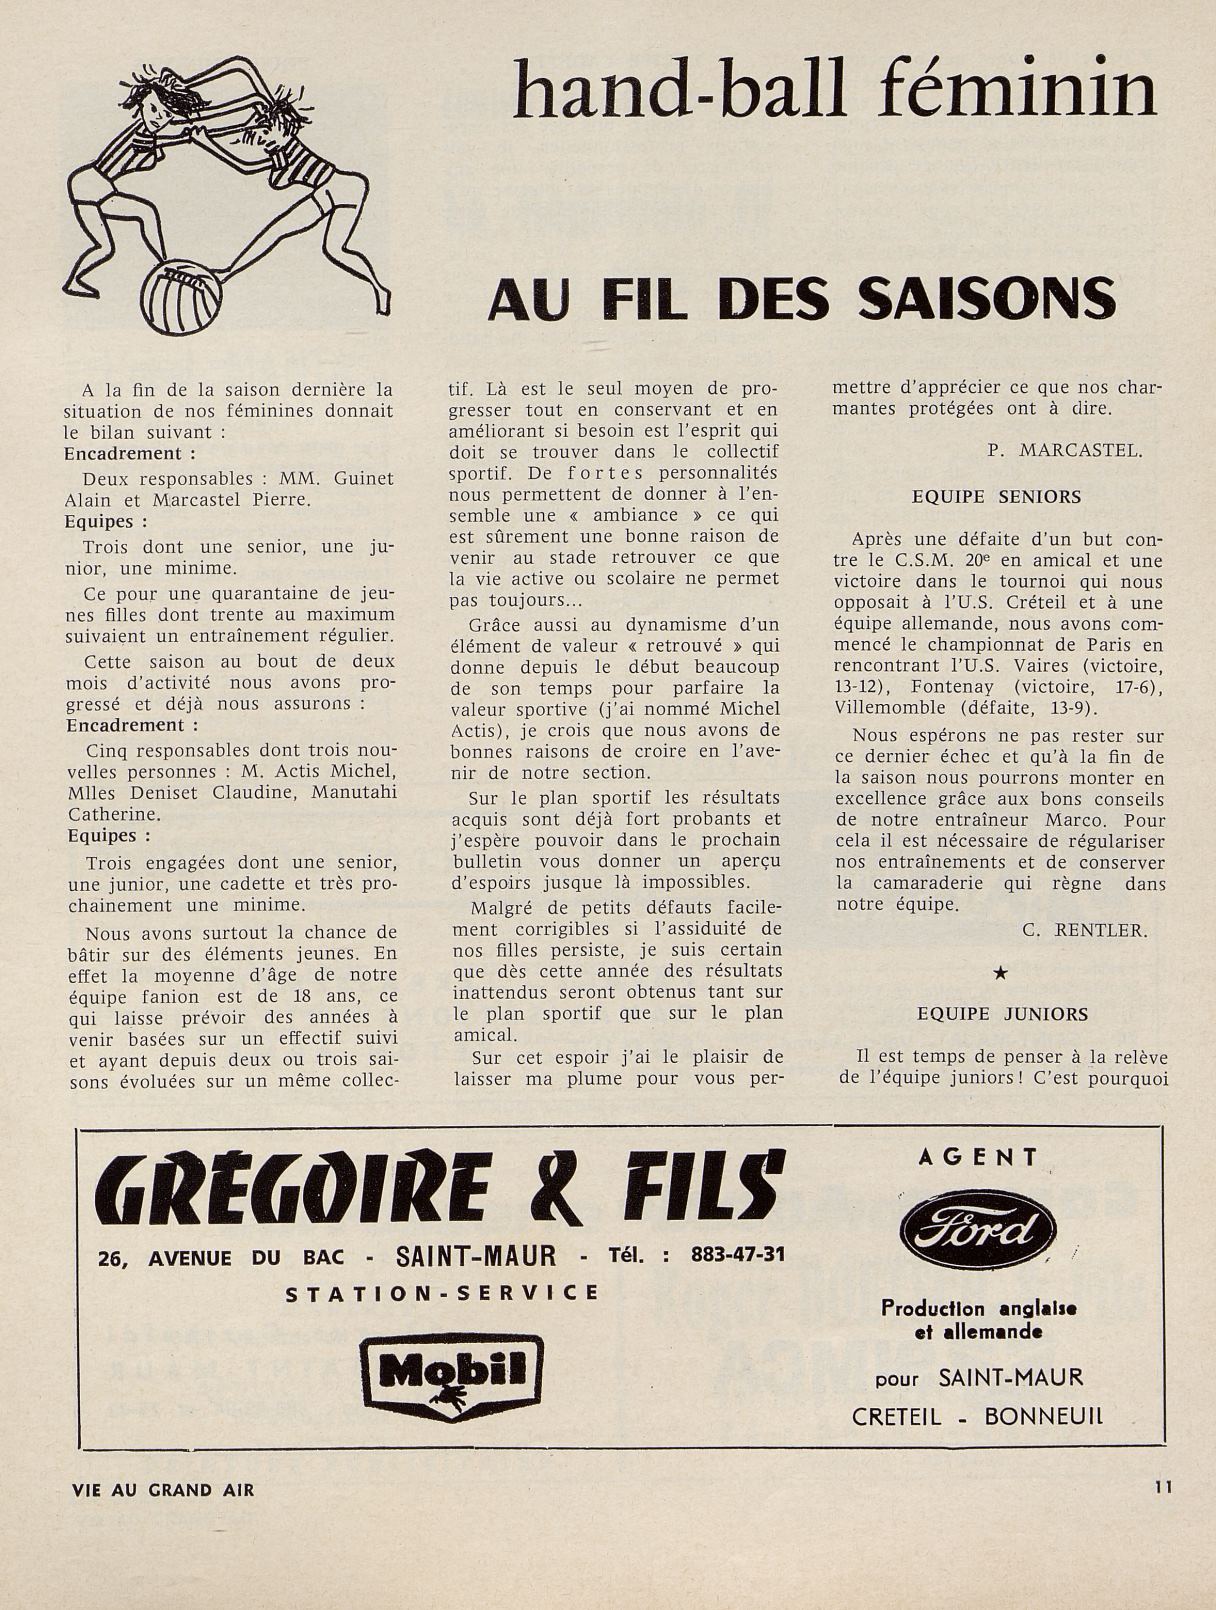 hand-ball féminin
AU FIL DES SAISONS
A la fin de la saison dernière la
situation de nos féminines donnait
le bilan suivant :
Encadrement :
Deux responsables : MM. Guinet
Alain et Marcastel Pierre.
Equipes :
Trois dont une senior, une ju-
nior, une minime.
Ce pour une quarantaine de jeu-
nes filles dont trente au maximum
suivaient un entraînement régulier.
Cette saison au bout de deux
mois d'activité nous avons pro-
gressé et déjà nous assurons :
Encadrement :
Cinq responsables dont trois nou-
velles personnes : M. Actis Michel,
Mlles Deniset Claudine, Manutahi
Catherine.
Equipes :
Trois engagées dont une senior,
une junior, une cadette et très pro-
chainement une minime.
Nous avons surtout la chance de
bâtir sur des éléments jeunes. En
effet la moyenne d'âge de notre
équipe fanion est de 18 ans, ce
qui laisse prévoir des années à
venir basées sur un effectif suivi
et ayant depuis deux ou trois sai-
sons évoluées sur un même collec-
tif. Là est le seul moyen de pro-
gresser tout en conservant et en
améliorant si besoin est l'esprit qui
doit se trouver dans le collectif
sportif. De fortes personnalités
nous permettent de donner à l'en-
semble une « ambiance » ce qui
est sûrement une bonne raison de
venir au stade retrouver ce que
la vie active ou scolaire ne permet
pas toujours...
Grâce aussi au dynamisme d'un
élément de valeur « retrouvé » qui
donne depuis le début beaucoup
de son temps pour parfaire la
valeur sportive (j'ai nommé Michel
Actis), je crois que nous avons de
bonnes raisons de croire en l'ave-
nir de notre section.
Sur le plan sportif les résultats
acquis sont déjà fort probants et
j'espère pouvoir dans le prochain
bulletin vous donner un aperçu
d'espoirs jusque là impossibles.
Malgré de petits défauts facile-
ment corrigibles si l'assiduité de
nos filles persiste, je suis certain
que dès cette année des résultats
inattendus seront obtenus tant sur
le plan sportif que sur le plan
amical.
Sur cet espoir j'ai le plaisir de
laisser ma plume pour vous per-
mettre d'apprécier ce que nos char-
mantes protégées ont à dire.
P. MARCASTEL.
EQUIPE SENIORS
Après une défaite d'un but con-
tre le C.S.M. 20e en amical et une
victoire dans le tournoi qui nous
opposait à l'U.S. Créteil et à une
équipe allemande, nous avons com-
mencé le championnat de Paris en
rencontrant l'U.S. Vaires (victoire,
13-12), Fontenay (victoire, 17-6),
Villemomble (défaite, 13-9).
Nous espérons ne pas rester sur
ce dernier échec et qu'à la fin de
la saison nous pourrons monter en
excellence grâce aux bons conseils
de notre entraîneur Marco. Pour
cela il est nécessaire de régulariser
nos entraînements et de conserver
la camaraderie qui règne dans
notre équipe.
C. RENTLER.
★
EQUIPE JUNIORS
Il est temps de penser à la relève
de l'équipe juniors ! C'est pourquoi
GRÉGOIRE & FILS
26, AVENUE DU BAC - SAINT-MAUR - Tél. : 883-47-31
STATION-SERVICE
Mobil
AGENT
Ford
Production anglaise
et allemande
pour SAINT-MAUR
CRETEIL - BONNEUIL
VIE AU GRAND AIR
11